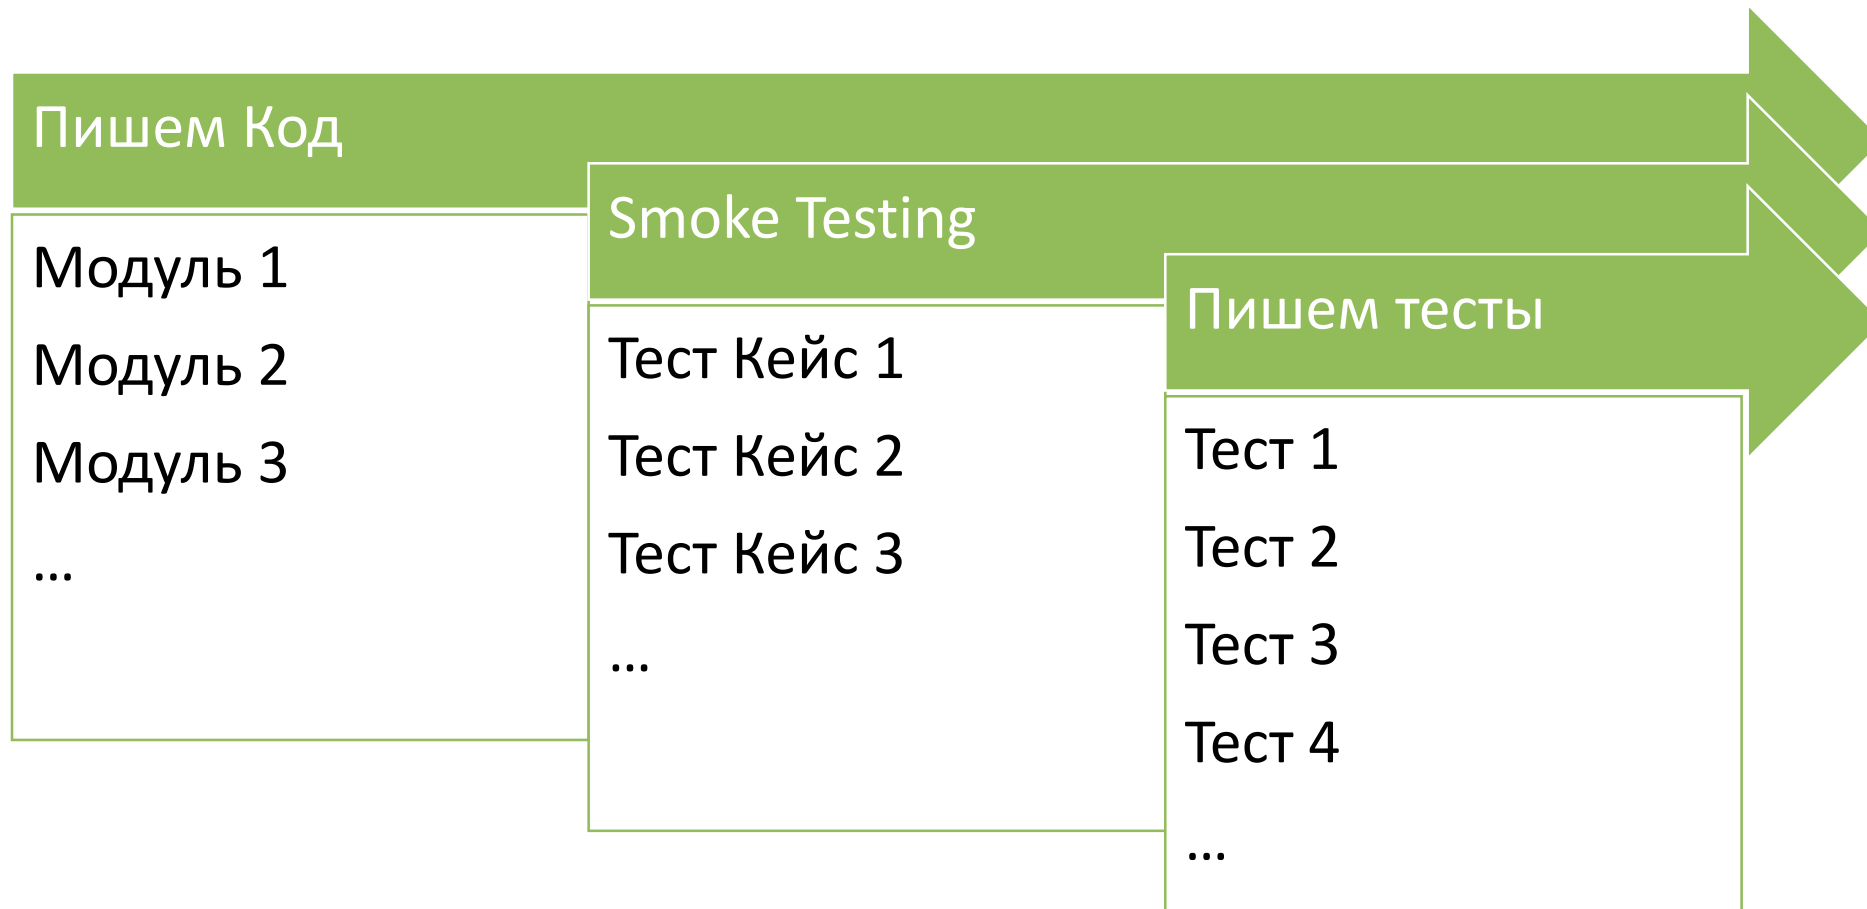 Пишем Код
Модуль 1
Модуль 2
Модуль 3
...
Smoke Testing
Тест Кейс 1
Тест Кейс 2
Тест Кейс 3
...
Пишем тесты
Тест 1
Тест 2
Тест 3
Тест 4
...